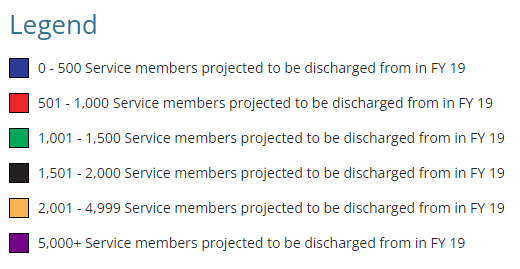 Legend
0 - 500 Service members projected to be discharged from in FY 19
501 - 1,000 Service members projected to be discharged from in FY 19
1,001 - 1,500 Service members projected to be discharged from in FY 19
1,501 - 2,000 Service members projected to be discharged from in FY 19
2,001 - 4,999 Service members projected to be discharged from in FY 19
5,000+ Service members projected to be discharged from in FY 19